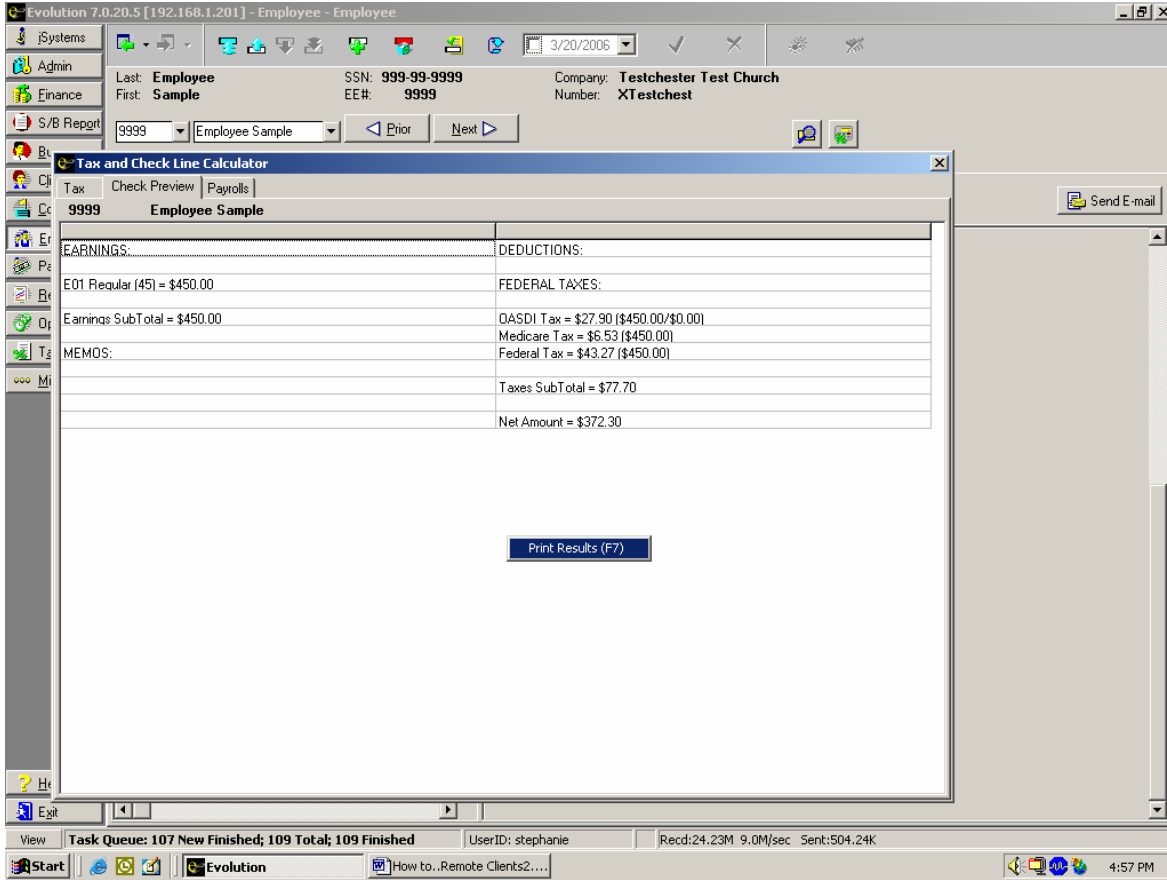 Evolution 7.0.20.5 [192.168.1.201] - Employee - Employee
iSystems
3/20/2006
Admin
Last: Employee SSN: 999-99-9999 Company: Testchester Test Church
Finance
First: Sample EE#: 9999 Number: XTestchest
S/B Report
9999 Employee Sample Prior Next
Tax and Check Line Calculator
Tax Check Preview Payrolls
Send E-mail
9999 Employee Sample
EARNINGS: DEDUCTIONS:
E01 Regular (45) = $450.00 FEDERAL TAXES:
Earnings SubTotal = $450.00 OASDI Tax = $27.90 ($450.00/$0.00)
Medicare Tax = $6.53 ($450.00)
MEMOS: Federal Tax = $43.27 ($450.00)
Taxes SubTotal = $77.70
Net Amount = $372.30
Print Results (F7)
Exit
View Task Queue: 107 New Finished; 109 Total; 109 Finished UserID: stephanie Recd:24.23M 9.0M/sec Sent:504.24K
Start Evolution How to..Remote Clients2.... 4:57 PM